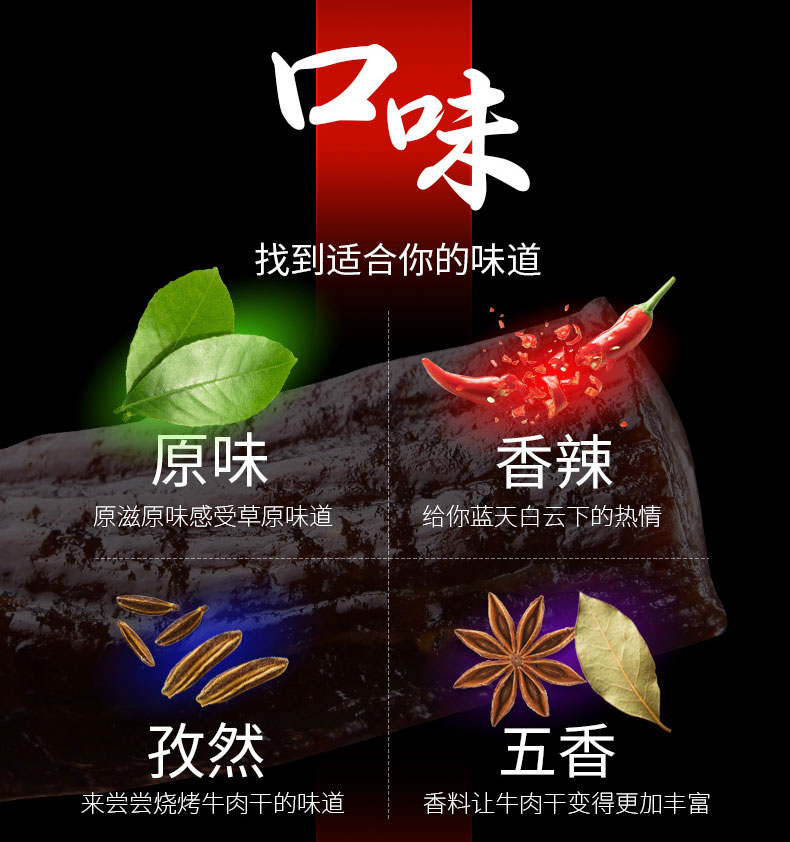 口味
找到适合你的味道
原味
原滋原味感受草原味道
香辣
给你蓝天白云下的热情
孜然
来尝尝烧烤牛肉干的味道
五香
香料让牛肉干变得更加丰富